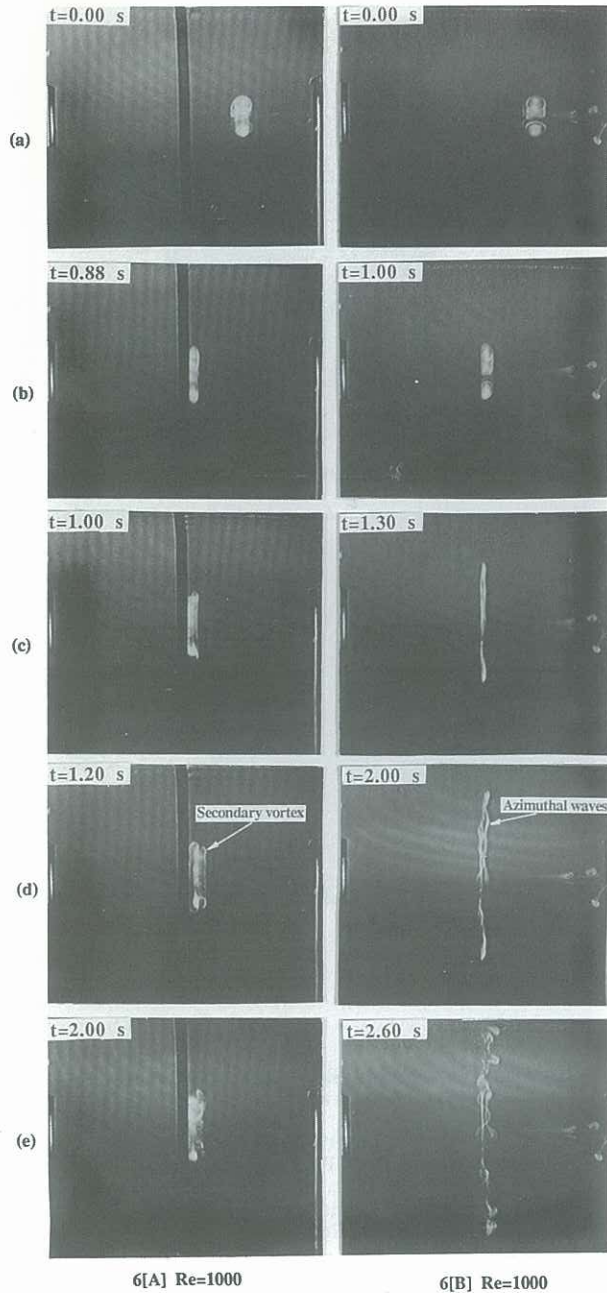 t=0.00 s
t=0.00 s
(a)
t=0.88 s
t=1.00 s
(b)
t=1.00 s
t=1.30 s
(c)
t=1.20 s
t=2.00 s
Secondary vortex
Azimuthal waves
(d)
t=2.00 s
t=2.60 s
(e)
6[A] Re=1000
6[B] Re=1000